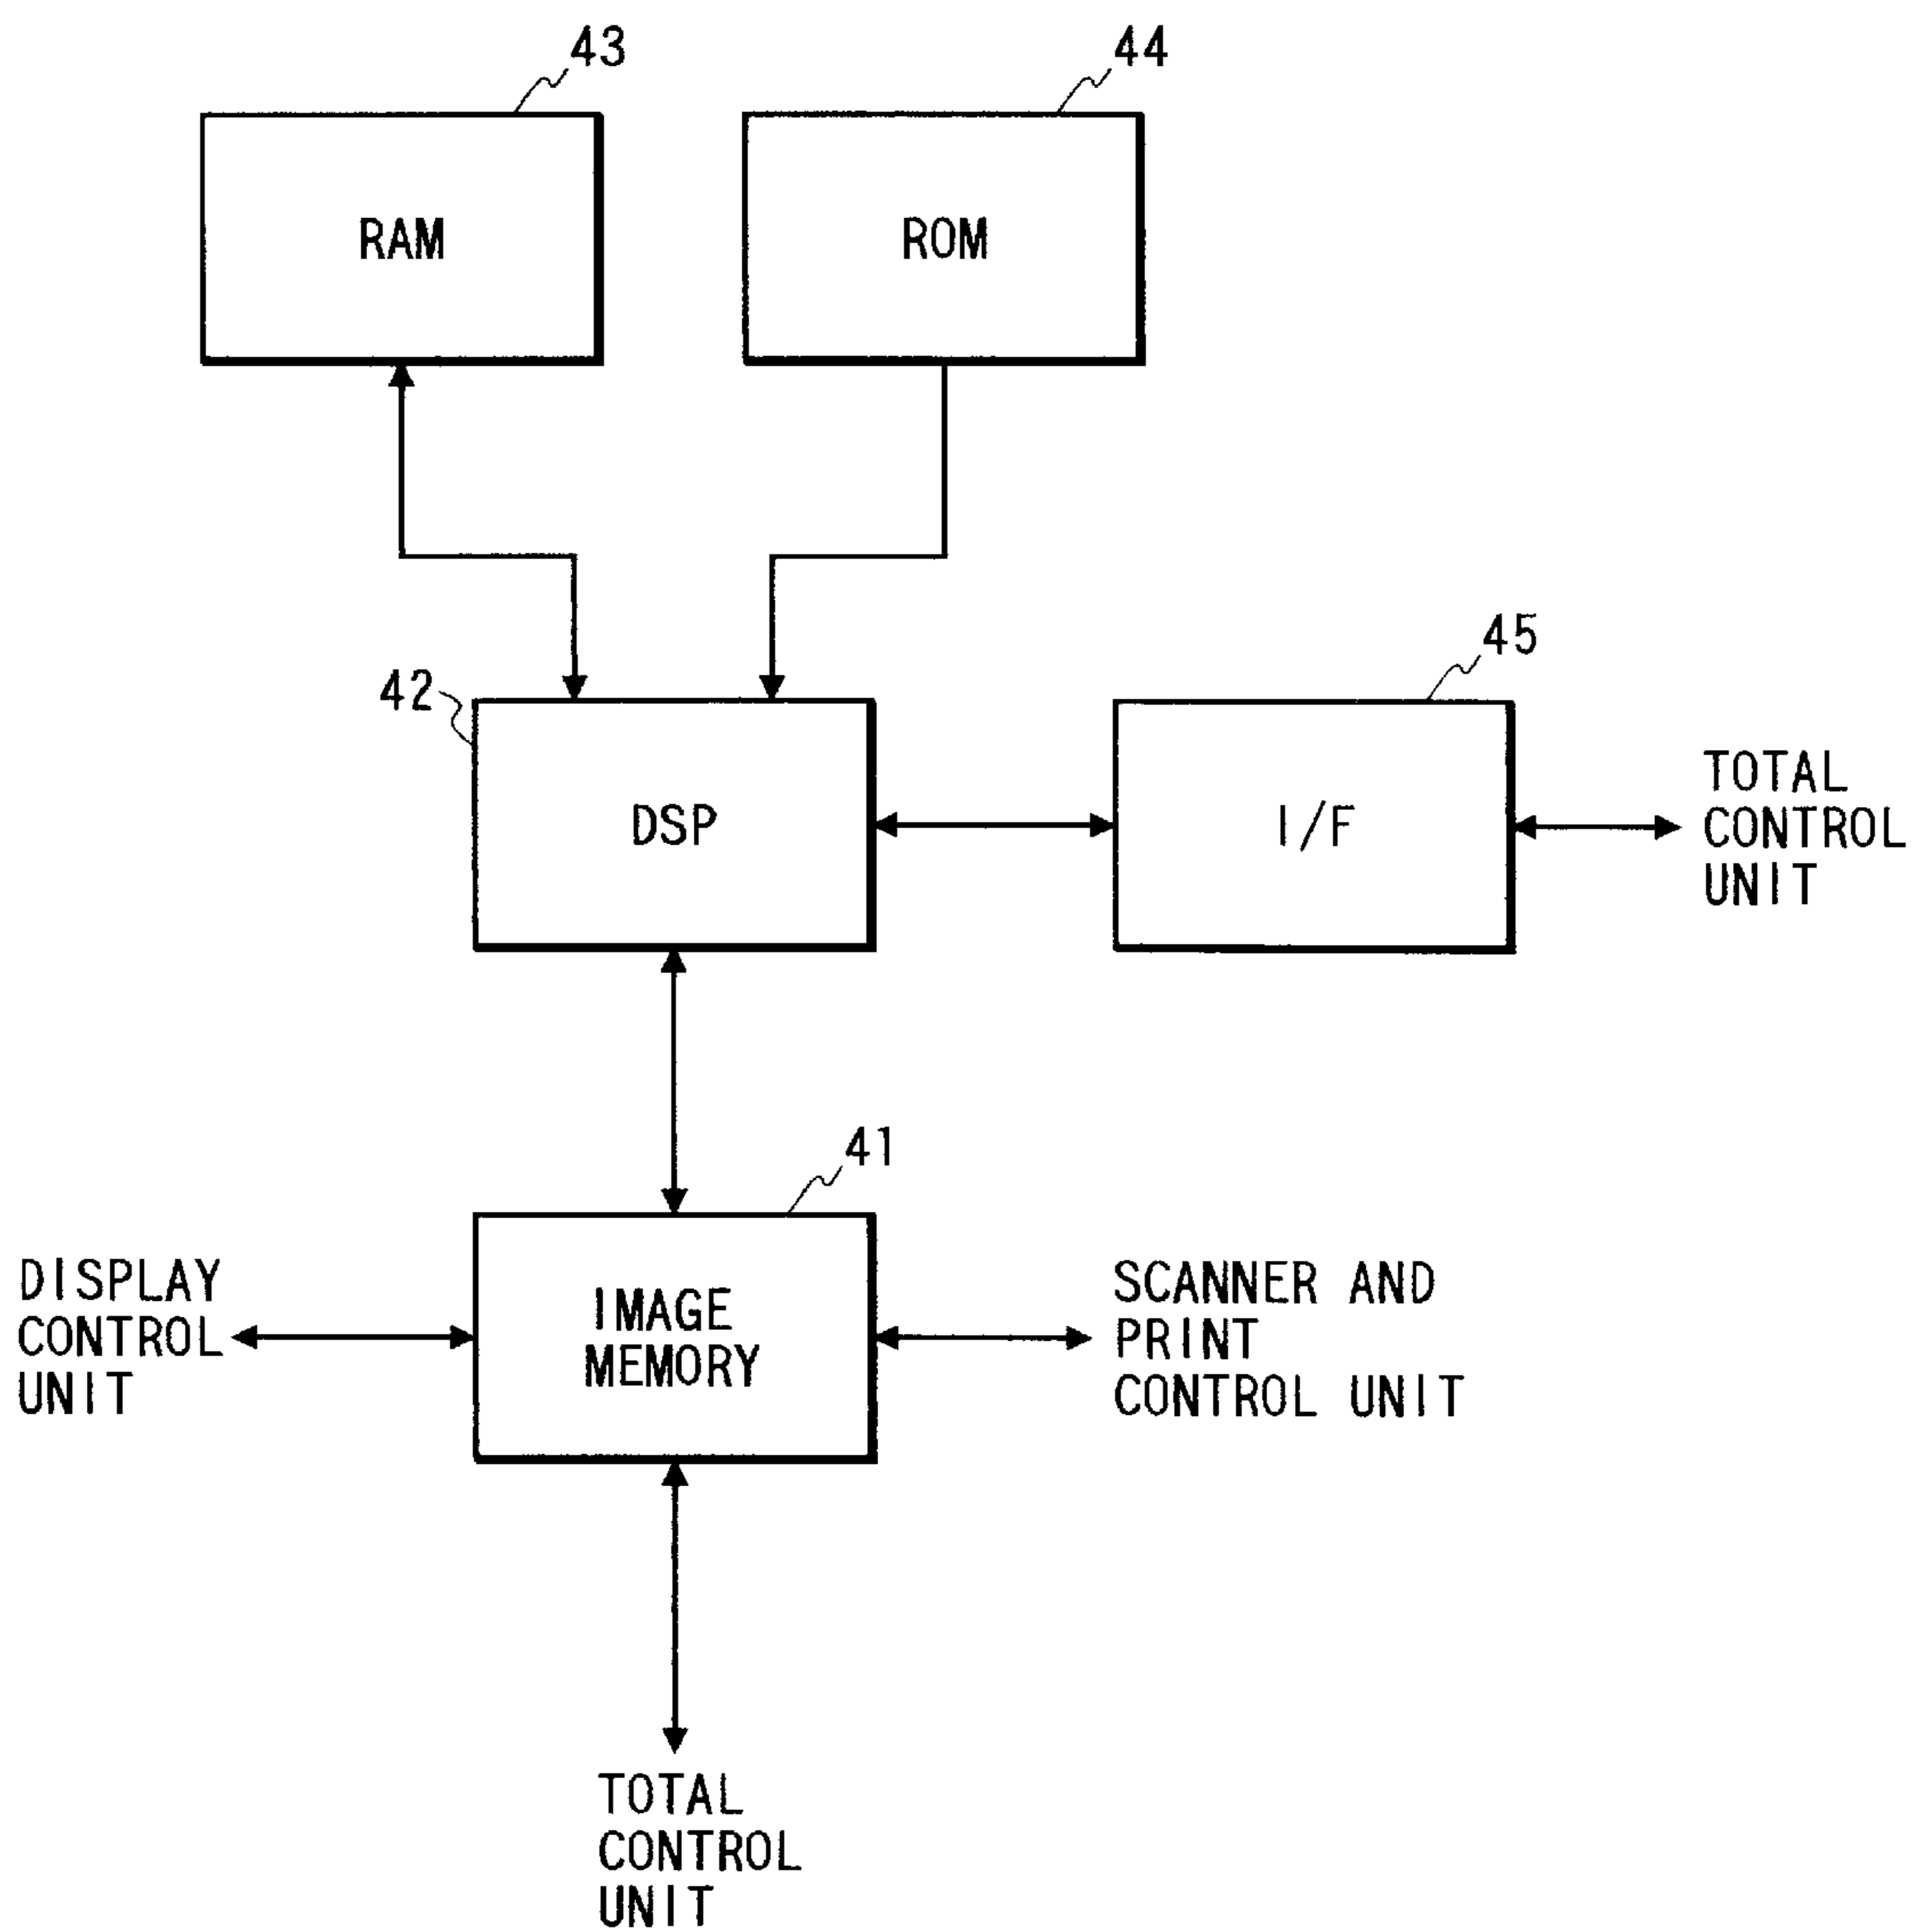 43
44
RAM
ROM
42
45
DSP
I/F
TOTAL
CONTROL
UNIT
41
DISPLAY
CONTROL
UNIT
IMAGE
MEMORY
SCANNER AND
PRINT
CONTROL UNIT
TOTAL
CONTROL
UNIT